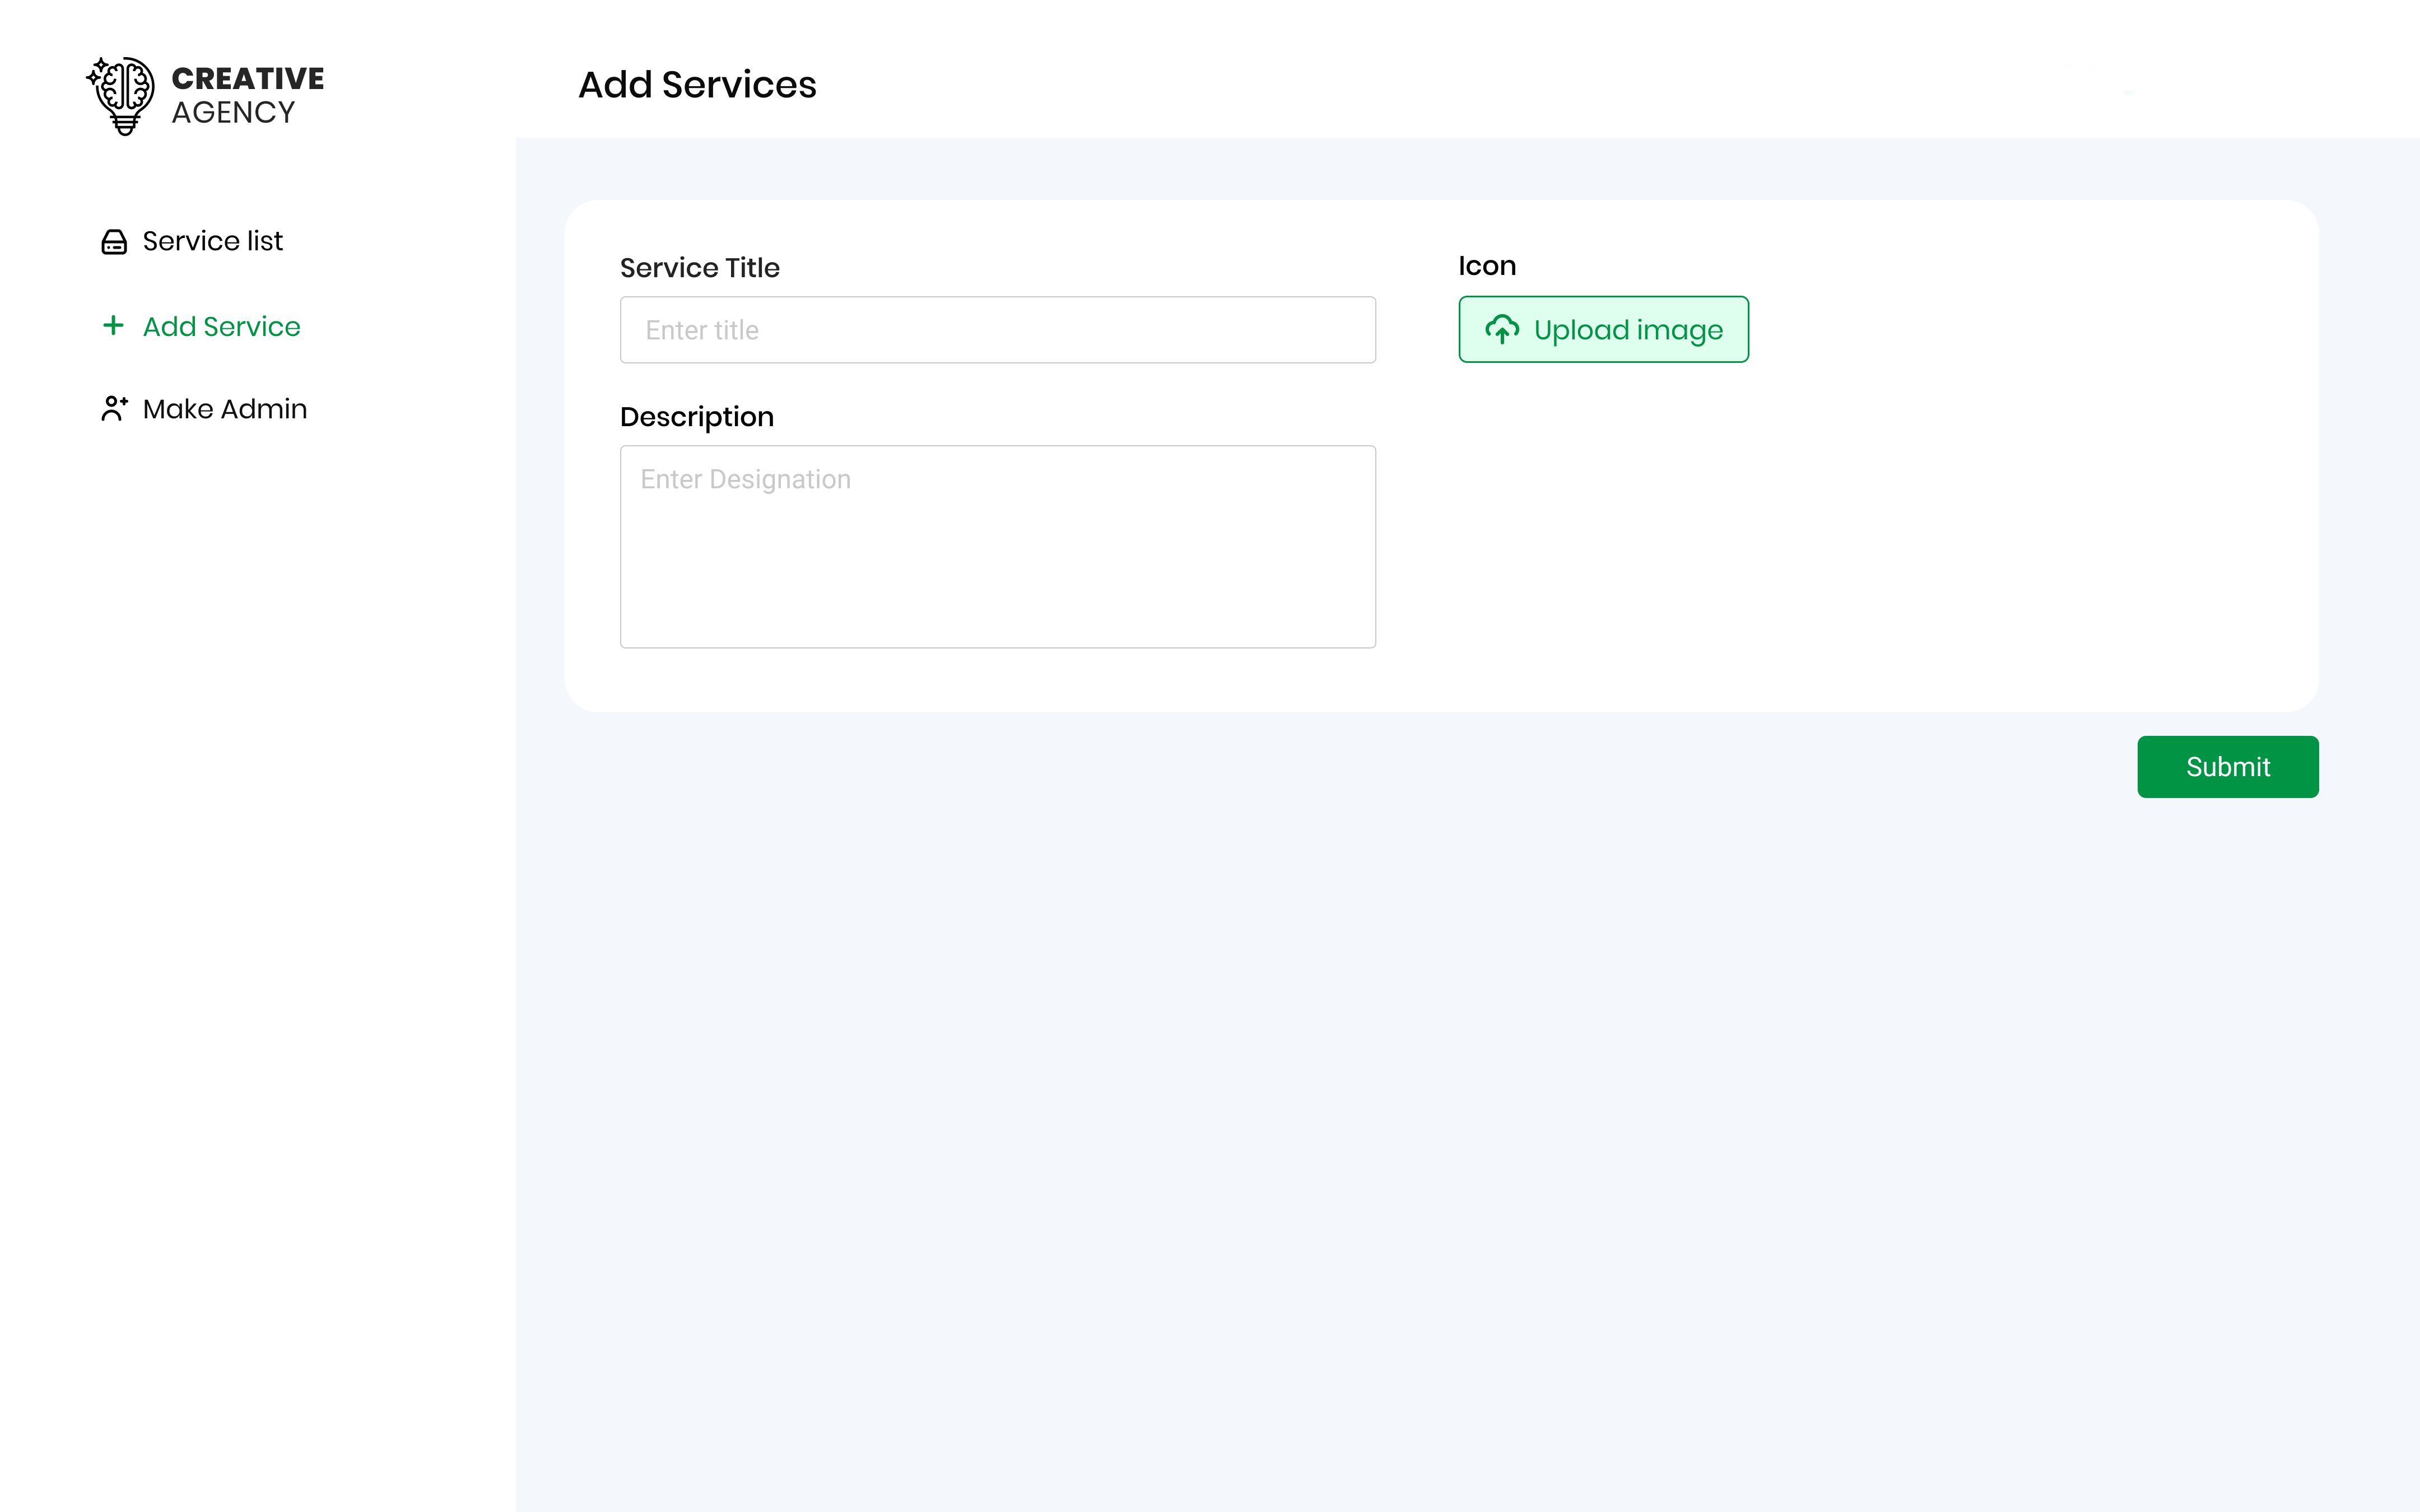 CREATIVE
AGENCY
Add Services
Service list
Add Service
Make Admin
Service Title
Enter title
Icon
Upload image
Description
Enter Designation
Submit